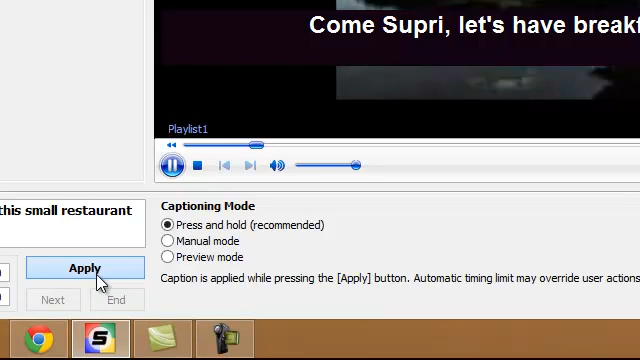 Come Supri, let's have
Playlist1
this small restaurant
Apply
Next
End
Captioning Mode
Press and hold (recommended)
Manual mode
Preview mode
Caption is applied while pressing the [Apply] button. Automatic timing limit may override user actions
S